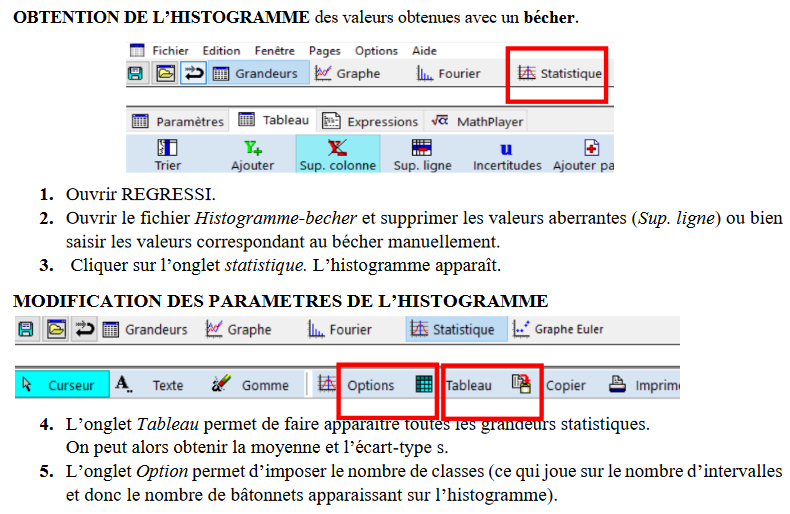 OBTENTION DE L'HISTOGRAMME des valeurs obtenues avec un bécher.
Fichier Edition Fenêtre Pages Options Aide
Grandeurs Graphe Fourier Statistique
Paramètres Tableau Expressions √α MathPlayer
Trier Ajouter Sup. colonne Sup. ligne Incertitudes Ajouter pa
1. Ouvrir REGRESSI.
2. Ouvrir le fichier Histogramme-becher et supprimer les valeurs aberrantes (Sup. ligne) ou bien
saisir les valeurs correspondant au bécher manuellement.
3. Cliquer sur l'onglet statistique. L'histogramme apparaît.
MODIFICATION DES PARAMETRES DE L'HISTOGRAMME
Grandeurs Graphe Fourier Statistique Graphe Euler
Curseur Texte Gomme Options Tableau Copier Imprime
4. L'onglet Tableau permet de faire apparaître toutes les grandeurs statistiques.
On peut alors obtenir la moyenne et l'écart-type s.
5. L'onglet Option permet d'imposer le nombre de classes (ce qui joue sur le nombre d'intervalles
et donc le nombre de bâtonnets apparaissant sur l'histogramme).